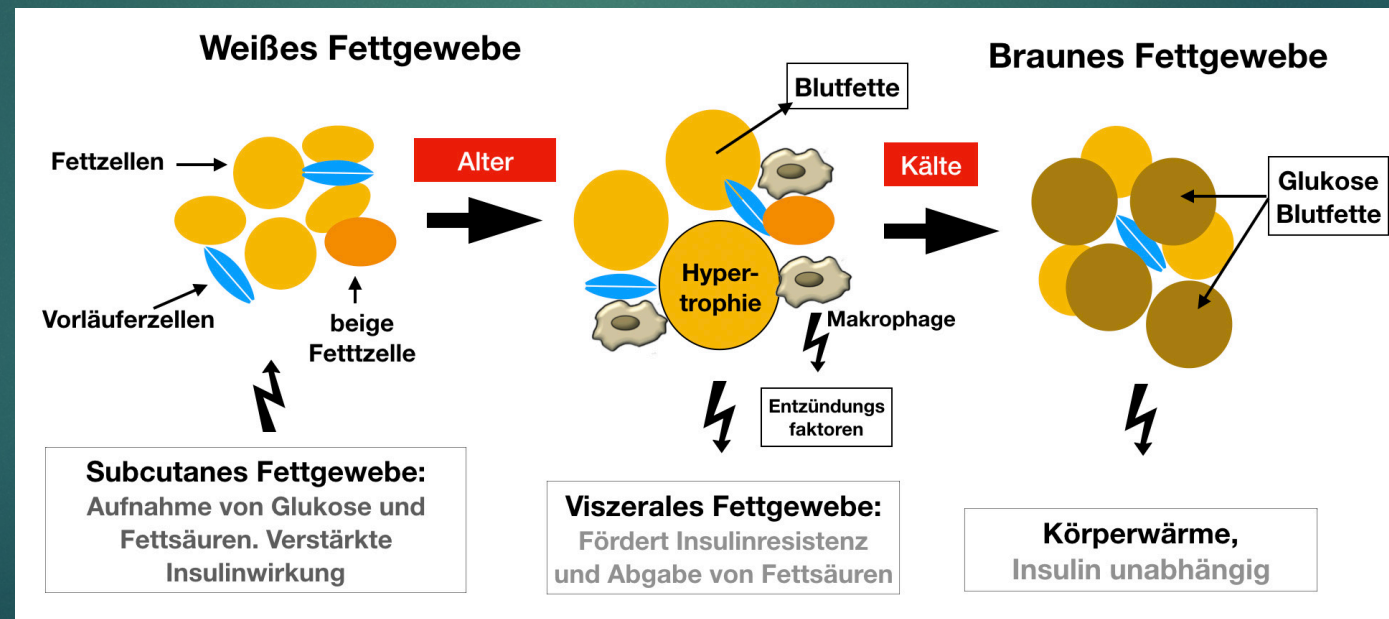 Weißes Fettgewebe
Braunes Fettgewebe
Blutfette
Fettzellen
Alter
Kälte
Glukose
Blutfette
Hyper-
trophie
Vorläuferzellen
beige
Fetttzelle
Makrophage
Entzündungs
faktoren
Subcutanes Fettgewebe:
Aufnahme von Glukose und
Fettsäuren. Verstärkte
Insulinwirkung
Viszerales Fettgewebe:
Fördert Insulinresistenz
und Abgabe von Fettsäuren
Körperwärme,
Insulin unabhängig